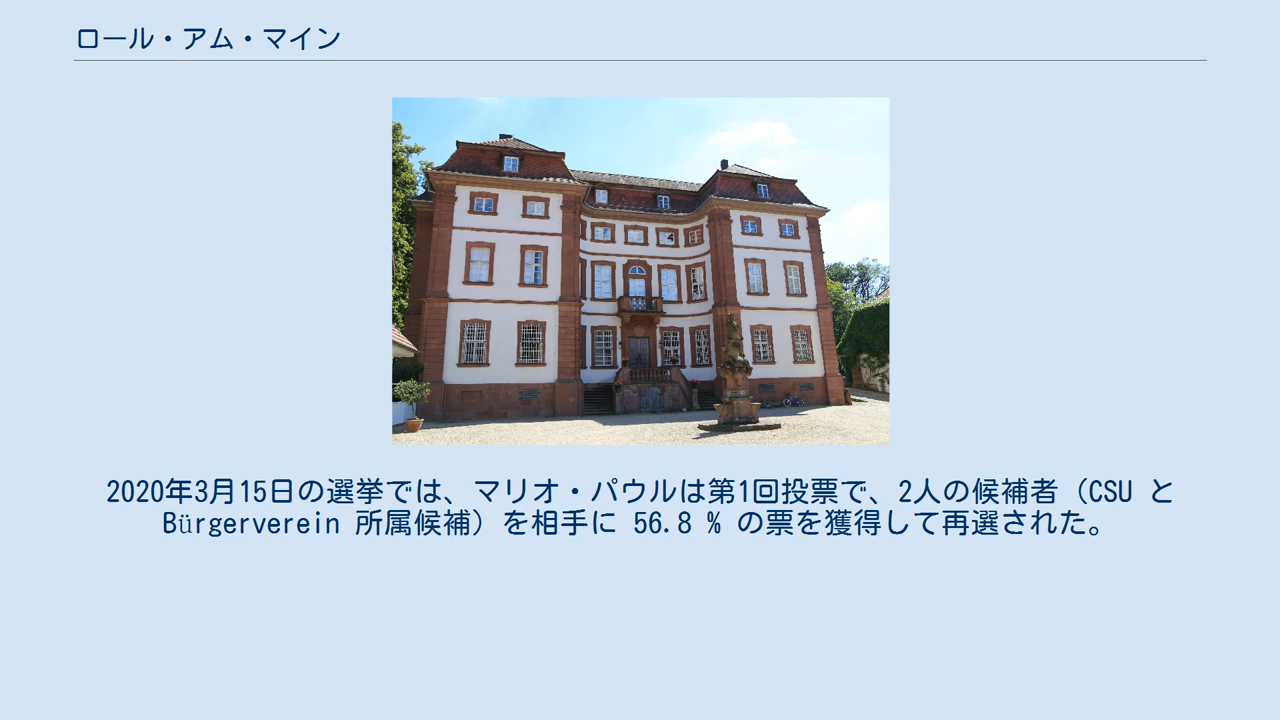 ロール・アム・マイン
2020年3月15日の選挙では、マリオ・パウルは第1回投票で、2人の候補者（CSU と
Bürgerverein 所属候補）を相手に 56.8 % の票を獲得して再選された。